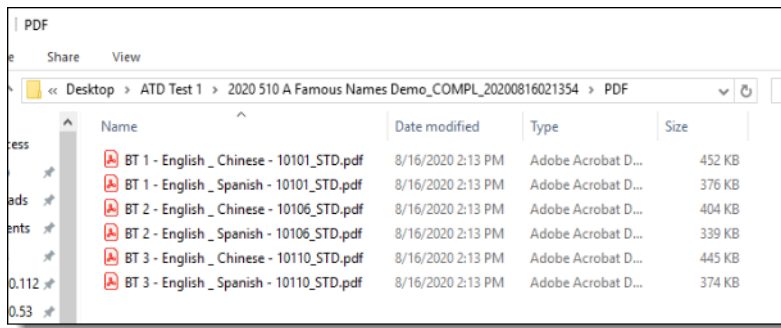 PDF
e Share View
« Desktop > ATD Test 1 > 2020 510 A Famous Names Demo_COMPL_20200816021354 > PDF
Name Date modified Type Size
cess
BT 1 - English _ Chinese - 10101_STD.pdf 8/16/2020 2:13 PM Adobe Acrobat D... 452 KB
BT 1 - English _ Spanish - 10101_STD.pdf 8/16/2020 2:13 PM Adobe Acrobat D... 376 KB
ads BT 2 - English _ Chinese - 10106_STD.pdf 8/16/2020 2:13 PM Adobe Acrobat D... 404 KB
ents BT 2 - English _ Spanish - 10106_STD.pdf 8/16/2020 2:13 PM Adobe Acrobat D... 339 KB
BT 3 - English _ Chinese - 10110_STD.pdf 8/16/2020 2:13 PM Adobe Acrobat D... 445 KB
0.112 BT 3 - English _ Spanish - 10110_STD.pdf 8/16/2020 2:13 PM Adobe Acrobat D... 374 KB
0.53